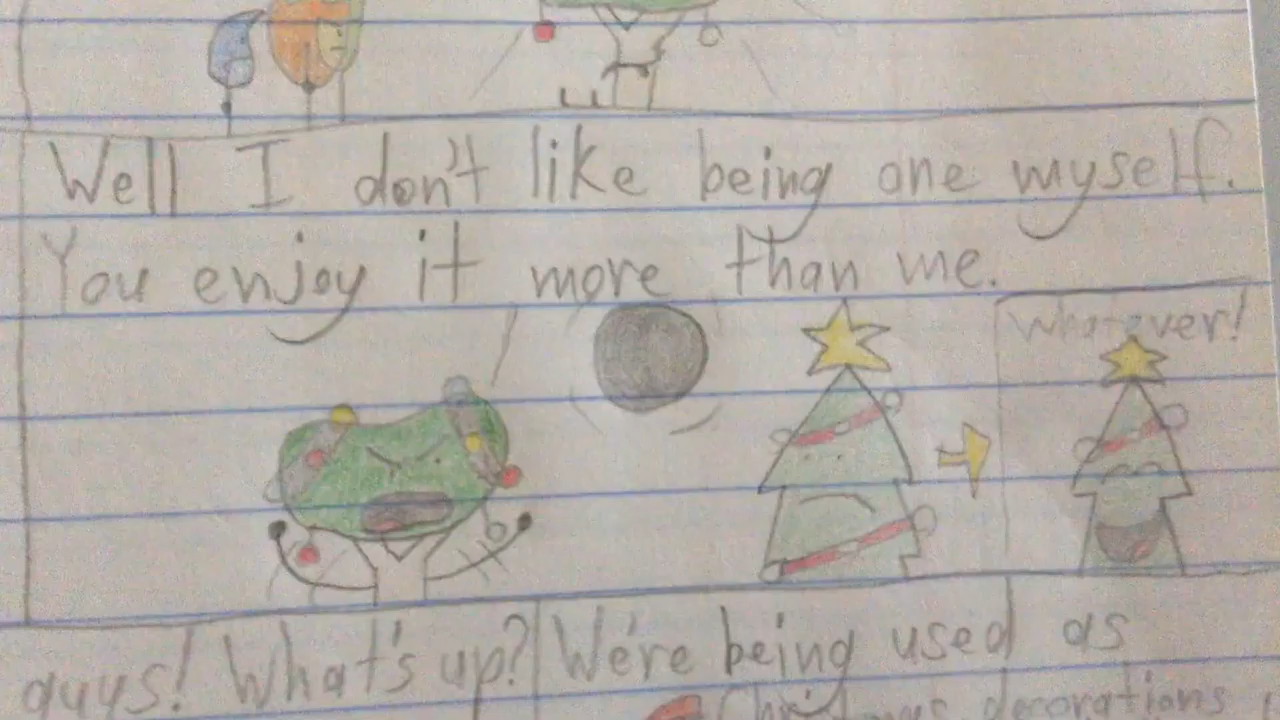 Well I don't like being one myself.
You enjoy it more than me.
Whatever!
guys! What's up?
We're being used as
Christmas decorations